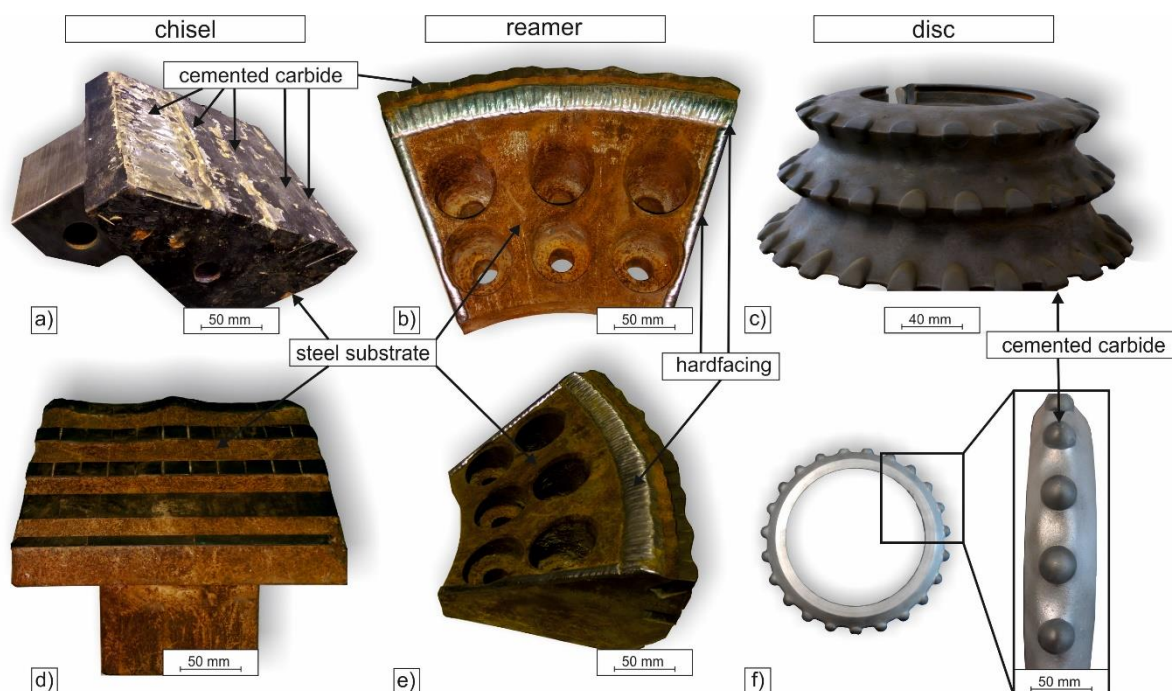 chisel
reamer
disc
cemented carbide
a)
50 mm
b)
50 mm
c)
40 mm
steel substrate
hardfacing
cemented carbide
d)
50 mm
e)
50 mm
f)
50 mm